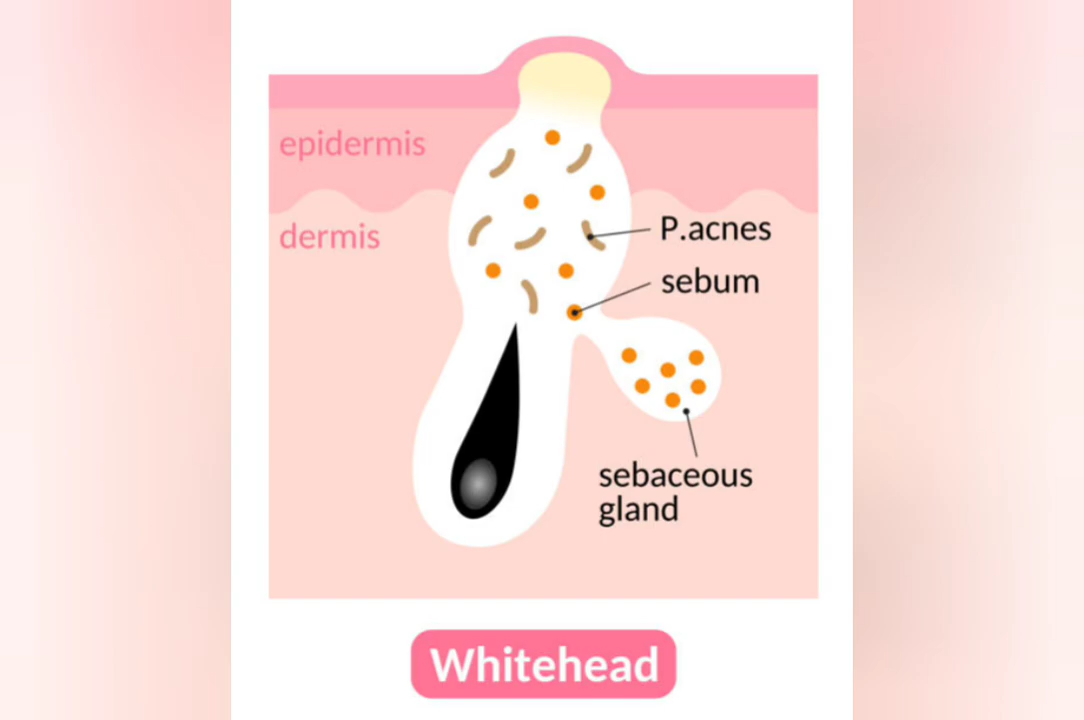 epidermis
dermis
P.acnes
sebum
sebaceous
gland
Whitehead